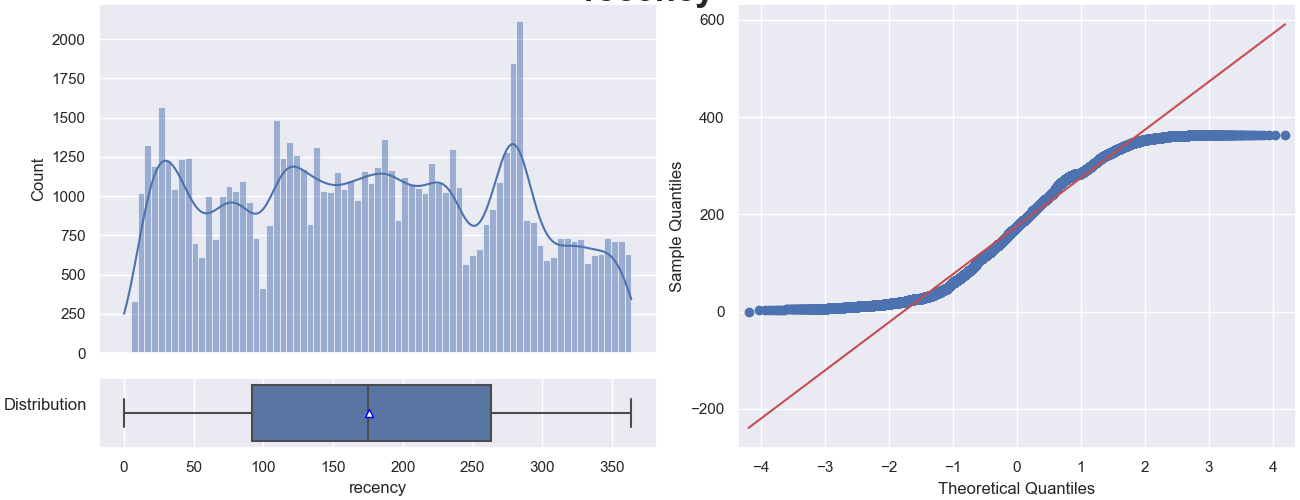 recency
2000
1750
1500
1250
1000
750
500
250
0
Count
Distribution
0 50 100 150 200 250 300 350
recency
600
400
200
0
−200
Sample Quantiles
−4 −3 −2 −1 0 1 2 3 4
Theoretical Quantiles